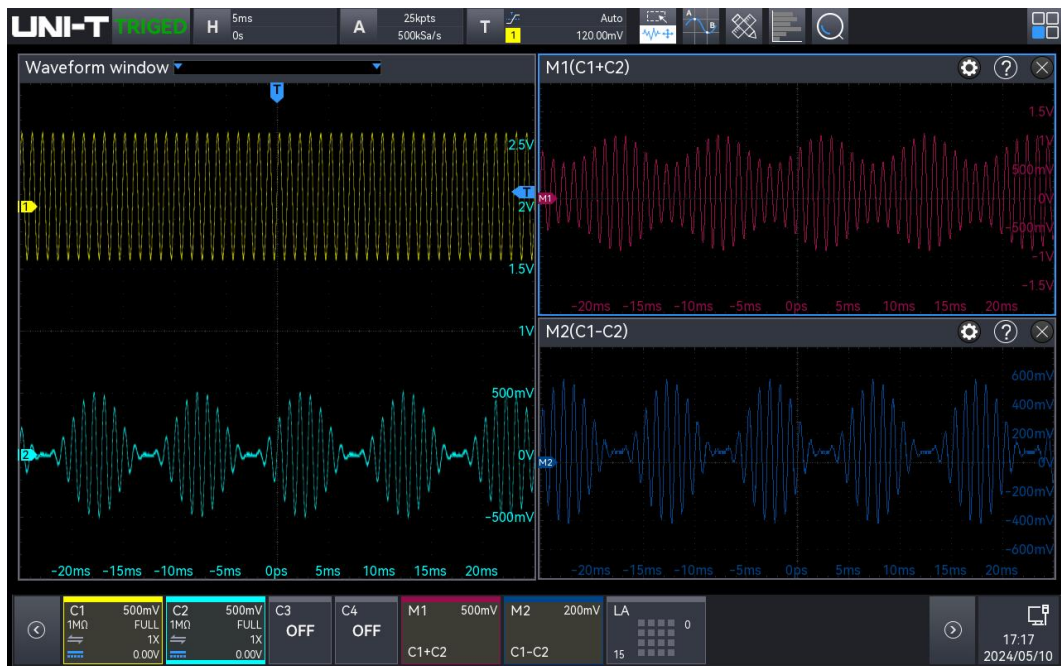 UNI-T TRIGED H 5ms 0s A 25kpts 500kSa/s T 1 Auto 120.00mV A B
Waveform window
T
2.5V
T
1
2V
1.5V
1V
500mV
2
0V
-500mV
-20ms -15ms -10ms -5ms 0ps 5ms 10ms 15ms 20ms
M1(C1+C2)
?
1.5V
1V
500mV
M1
0V
-500mV
-1V
-1.5V
-20ms -15ms -10ms -5ms 0ps 5ms 10ms 15ms 20ms
M2(C1-C2)
?
600mV
400mV
200mV
M2
0V
-200mV
-400mV
-600mV
-20ms -15ms -10ms -5ms 0ps 5ms 10ms 15ms 20ms
C1 500mV
1MΩ FULL
1X
0.00V
C2 500mV
1MΩ FULL
1X
0.00V
C3
OFF
C4
OFF
M1 500mV
C1+C2
M2 200mV
C1-C2
LA
0
15
17:17
2024/05/10